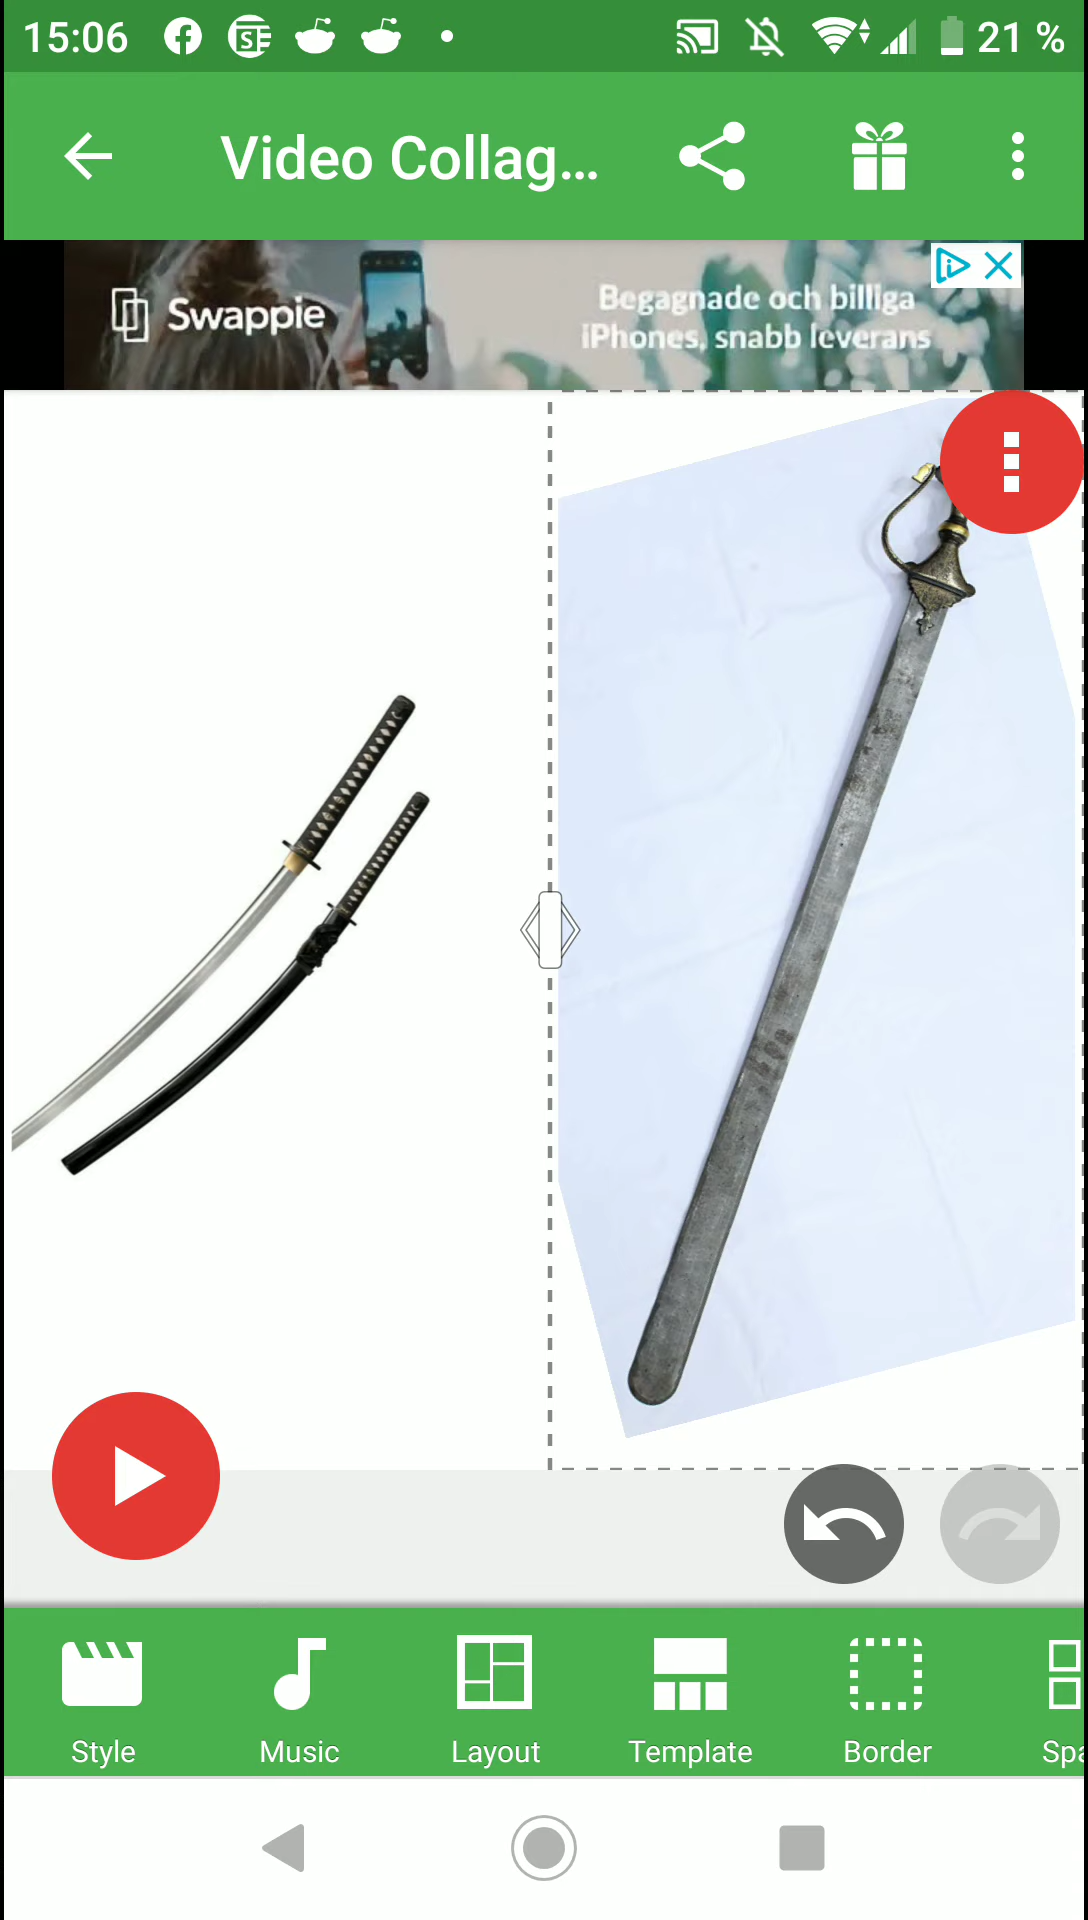 15:06
21 %
Video Collag...
Swappie
Begagnade och billiga
iPhones, snabb leverans
Style
Music
Layout
Template
Border
Spa